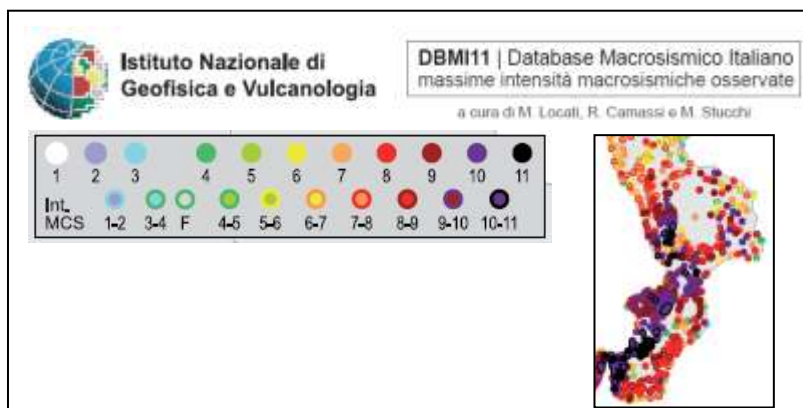 Istituto Nazionale di
Geofisica e Vulcanologia
DBMI11 | Database Macrosismico Italiano
massime intensità macrosismiche osservate
a cura di M. Locati, R. Camassi e M. Stucchi
1 2 3 4 5 6 7 8 9 10 11
Int.
MCS 1-2 3-4 F 4-5 5-6 6-7 7-8 8-9 9-10 10-11